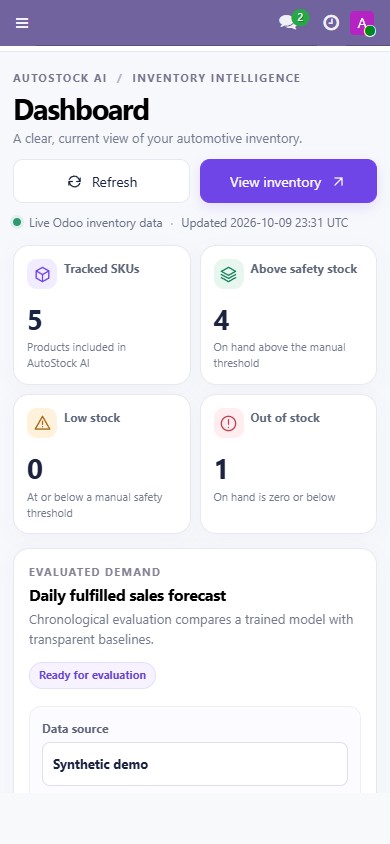 2
A
AUTOSTOCK AI / INVENTORY INTELLIGENCE
Dashboard
A clear, current view of your automotive inventory.
Refresh
View inventory
Live Odoo inventory data · Updated 2026-10-09 23:31 UTC
Tracked SKUs
5
Products included in
AutoStock AI
Above safety stock
4
On hand above the manual
threshold
Low stock
0
At or below a manual safety
threshold
Out of stock
1
On hand is zero or below
EVALUATED DEMAND
Daily fulfilled sales forecast
Chronological evaluation compares a trained model with
transparent baselines.
Ready for evaluation
Data source
Synthetic demo